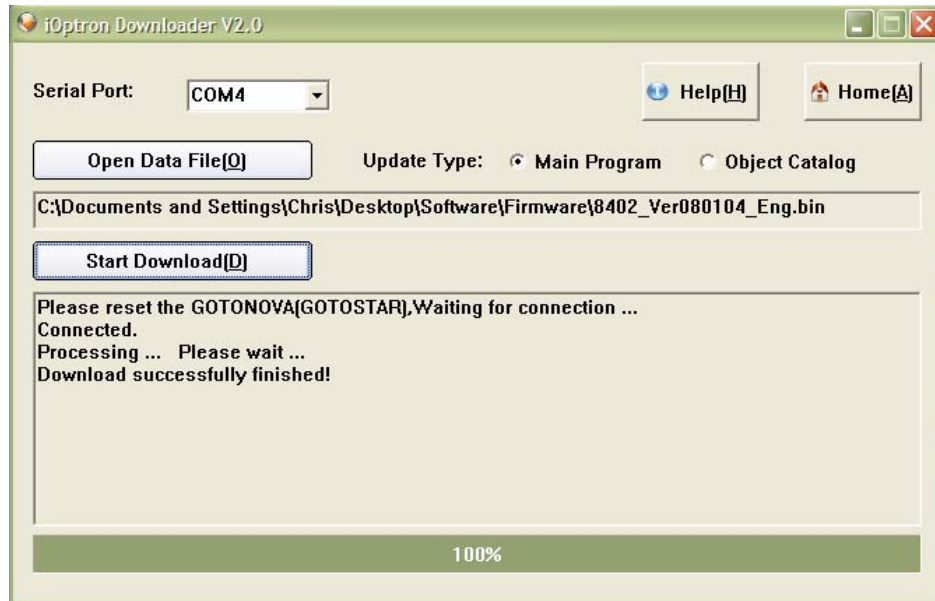 iOptron Downloader V2.0
Serial Port: COM4 Help(H) Home(A)
Open Data File(O) Update Type: Main Program Object Catalog
C:\Documents and Settings\Chris\Desktop\Software\Firmware\8402_Ver080104_Eng.bin
Start Download(D)
Please reset the GOTONOVA(GOTOSTAR),Waiting for connection ...
Connected.
Processing ... Please wait ...
Download successfully finished!
100%